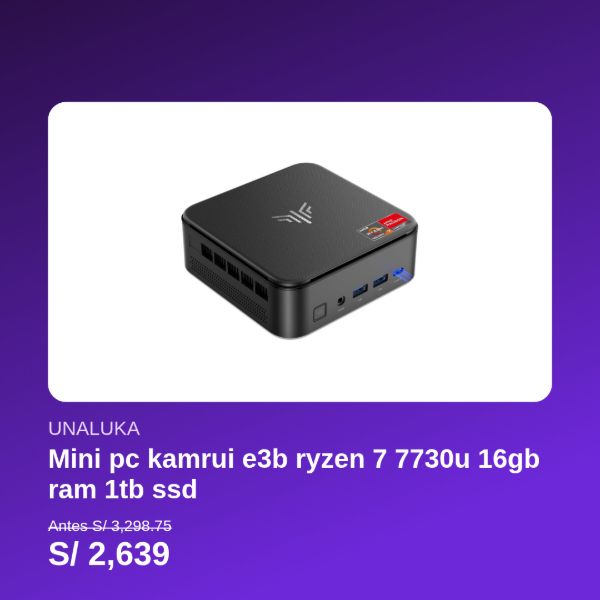 UNALUKA
Mini pc kamrui e3b ryzen 7 7730u 16gb
ram 1tb ssd
Antes S/ 3,298.75
S/ 2,639